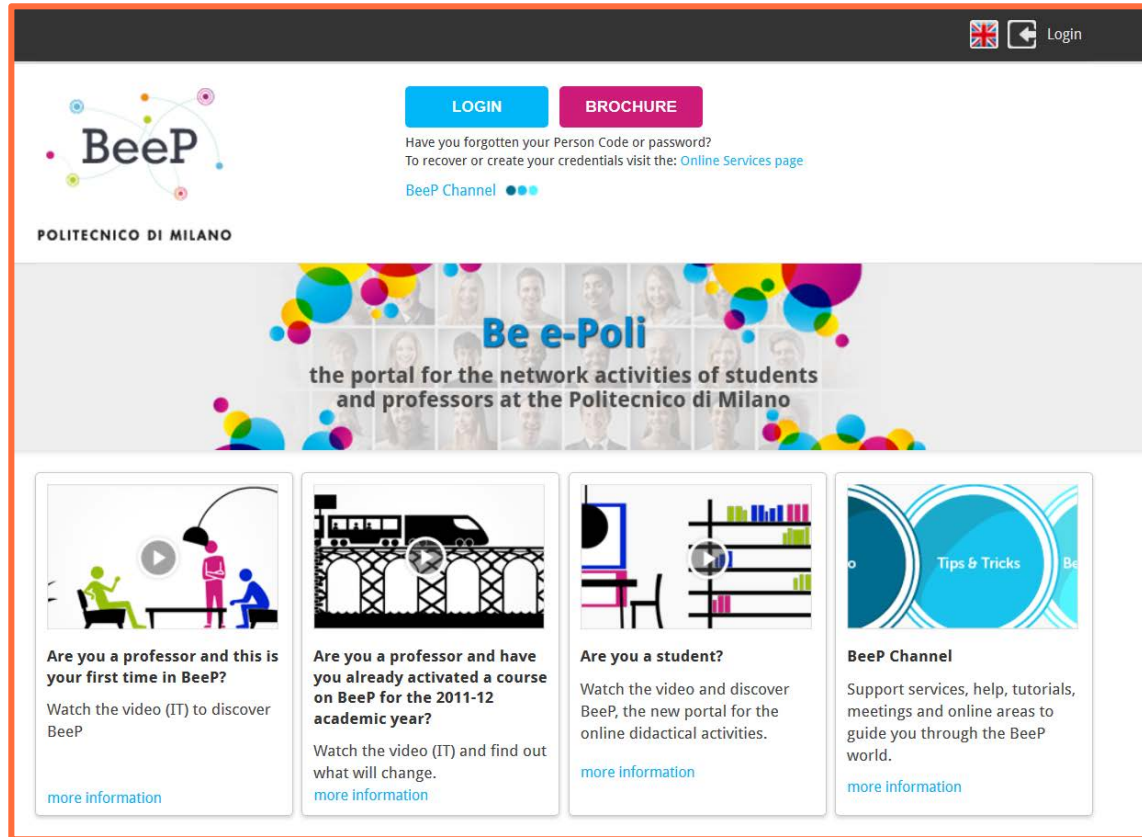 Login
BeeP
POLITECNICO DI MILANO
LOGIN
BROCHURE
Have you forgotten your Person Code or password?
To recover or create your credentials visit the: Online Services page
BeeP Channel
Be e-Poli
the portal for the network activities of students
and professors at the Politecnico di Milano
Are you a professor and this is
your first time in BeeP?
Watch the video (IT) to discover
BeeP
more information
Are you a professor and have
you already activated a course
on BeeP for the 2011-12
academic year?
Watch the video (IT) and find out
what will change.
more information
Are you a student?
Watch the video and discover
BeeP, the new portal for the
online didactical activities.
more information
o
Tips & Tricks
Be
BeeP Channel
Support services, help, tutorials,
meetings and online areas to
guide you through the BeeP
world.
more information